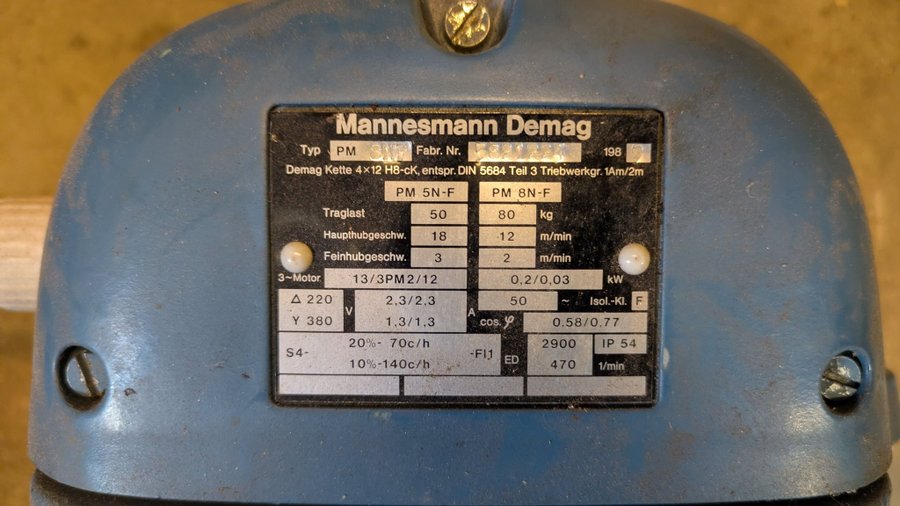 Mannesmann Demag
Typ PM Fabr. Nr. 198
Demag Kette 4×12 H8-cK, entspr. DIN 5684 Teil 3 Triebwerkgr. 1Am/2m
PM 5N-F PM 8N-F
Traglast 50 80 kg
Haupthubgeschw. 18 12 m/min
Feinhubgeschw. 3 2 m/min
3~Motor 13/3PM2/12 0,2/0,03 kW
Δ 220 V 2,3/2,3 A 50 ~ Isol.-Kl. F
Y 380 1,3/1,3 cos. φ 0.58/0.77
S4- 20%- 70c/h -FI1 ED 2900 IP 54
10%-140c/h 470 1/min